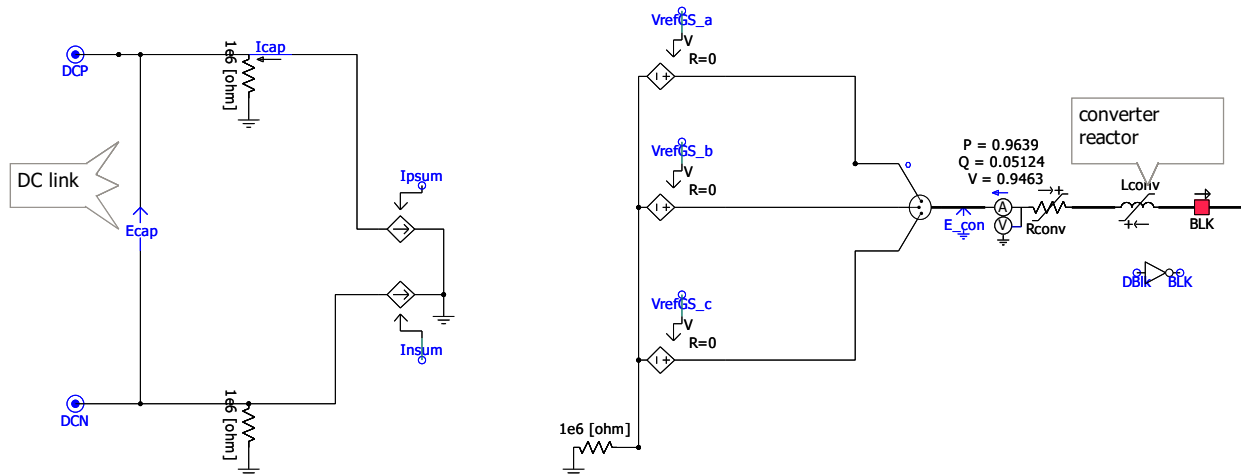 DCP
1e6 [ohm]
Icap
DC link
Ecap
Ipsum
Insum
DCN
1e6 [ohm]
VrefGS_a
V
R=0
VrefGS_b
V
R=0
VrefGS_c
V
R=0
1e6 [ohm]
P = 0.9639
Q = 0.05124
V = 0.9463
E_con
A
V
Rconv
converter
reactor
Lconv
BLK
DBlk
BLK